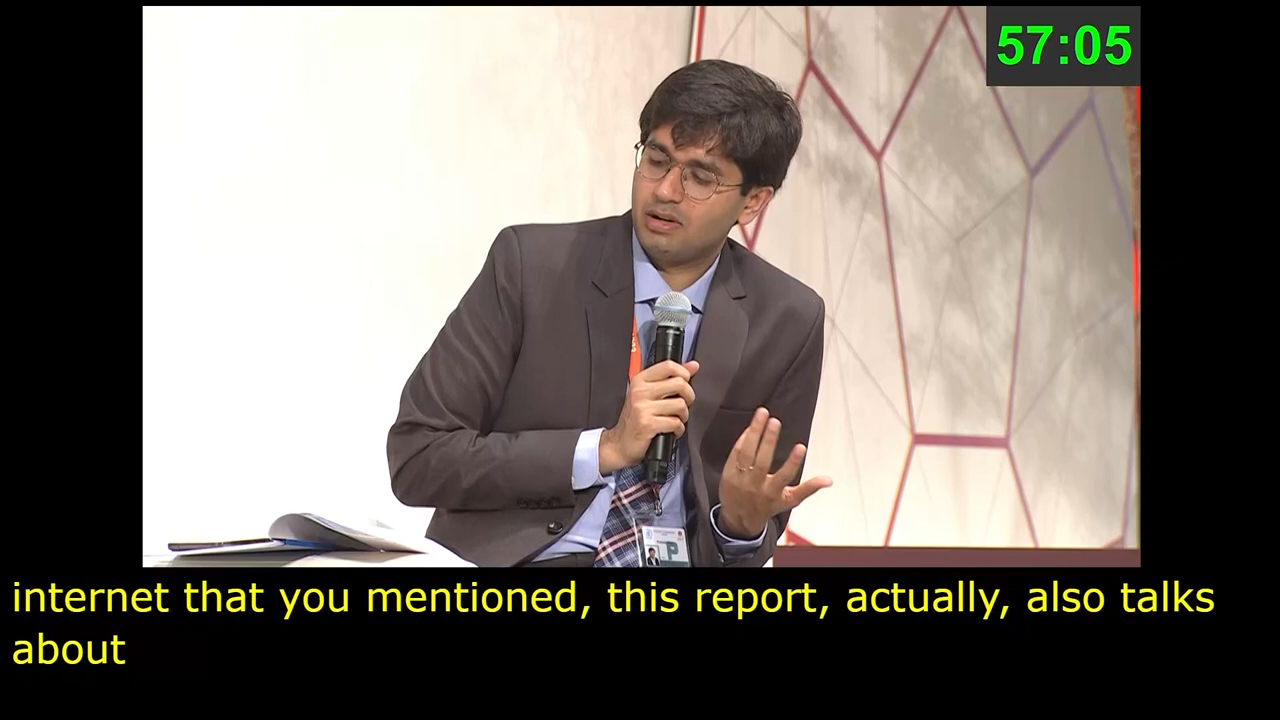 57:05
P
internet that you mentioned, this report, actually, also talks
about